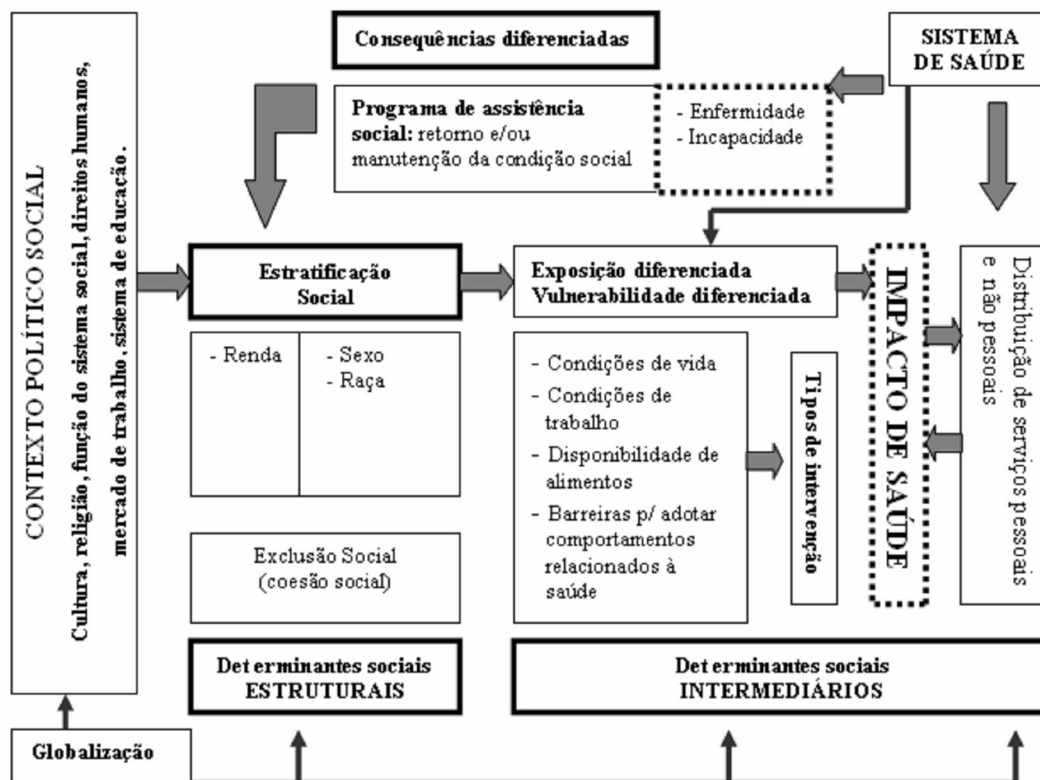 Consequências diferenciadas
SISTEMA
DE SAÚDE
Programa de assistência
social: retorno e/ou
manutenção da condição social
- Enfermidade
- Incapacidade
CONTEXTO POLÍTICO SOCIAL
Cultura, religião, função do sistema social, direitos humanos,
mercado de trabalho, sistema de educação.
Estratificação
Social
- Renda
- Sexo
- Raça
Exclusão Social
(coesão social)
Determinantes sociais
ESTRUTURAIS
Exposição diferenciada
Vulnerabilidade diferenciada
- Condições de vida
- Condições de
trabalho
- Disponibilidade de
alimentos
- Barreiras p/ adotar
comportamentos
relacionados à
saúde
Tipos de intervenção
IMPACTO DE SAÚDE
Distribuição de serviços pessoais
e não pessoais
Determinantes sociais
INTERMEDIÁRIOS
Globalização